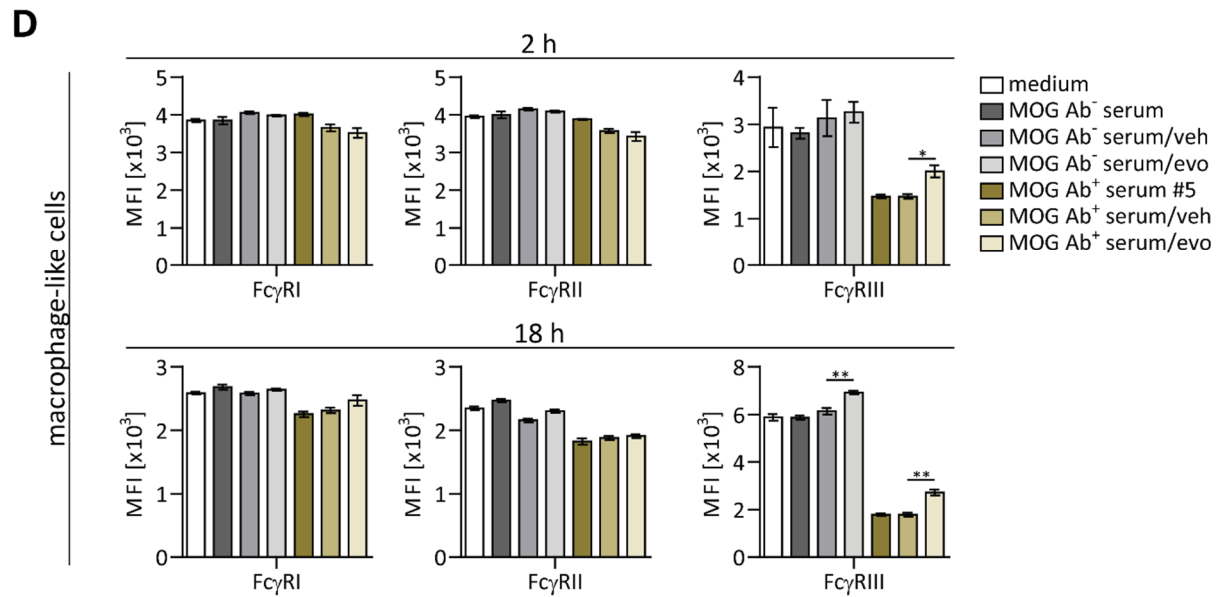 D
2 h
macrophage-like cells
MFI [x10³]
5
4
3
2
1
0
FcγRI
MFI [x10³]
5
4
3
2
1
0
FcγRII
MFI [x10³]
4
3
2
1
0
*
FcγRIII
medium
MOG Ab⁻ serum
MOG Ab⁻ serum/veh
MOG Ab⁻ serum/evo
MOG Ab⁺ serum #5
MOG Ab⁺ serum/veh
MOG Ab⁺ serum/evo
18 h
MFI [x10³]
3
2
1
0
FcγRI
MFI [x10³]
3
2
1
0
FcγRII
MFI [x10³]
8
6
4
2
0
**
**
FcγRIII